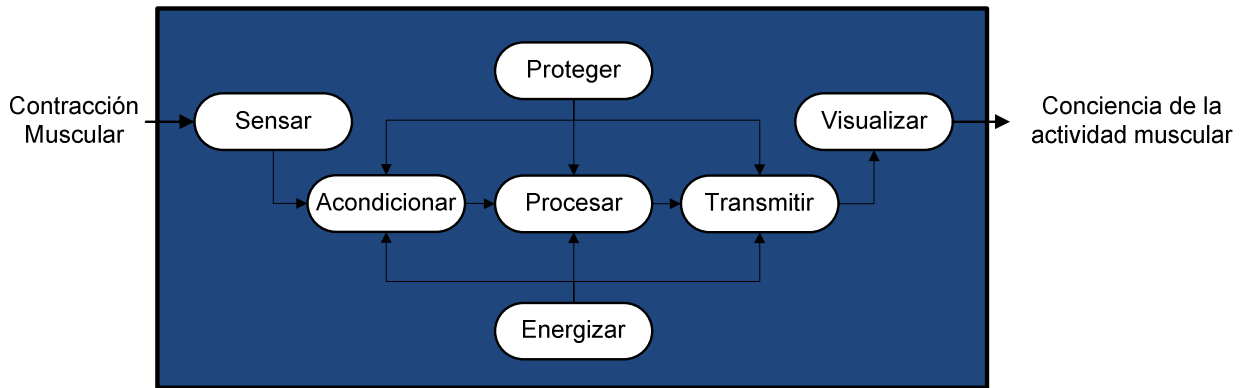 Contracción
Muscular
Sensar
Proteger
Visualizar
Conciencia de la
actividad muscular
Acondicionar
Procesar
Transmitir
Energizar